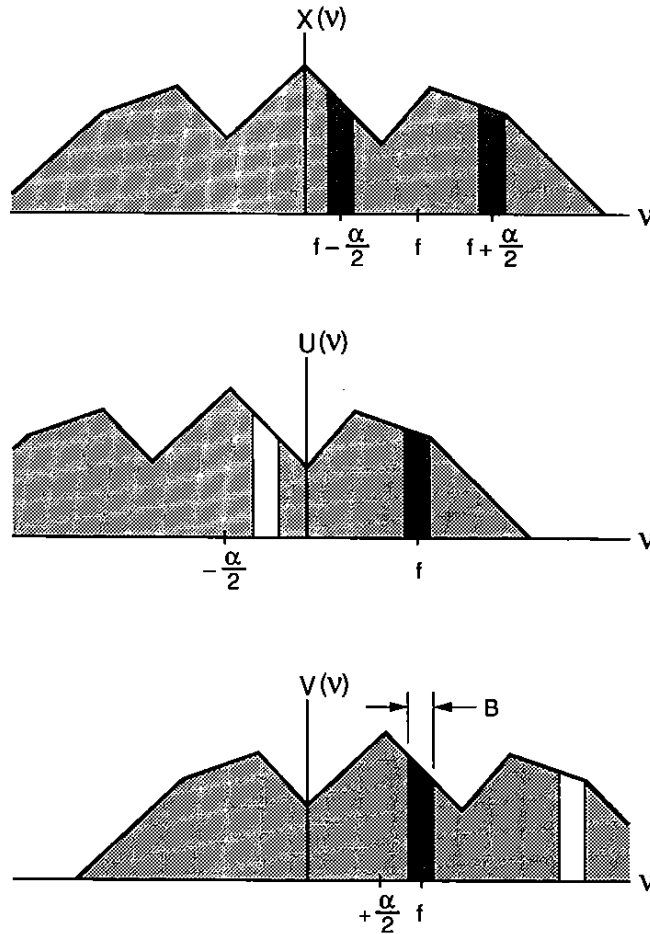 X(ν)
ν
f − α/2 f f + α/2
U(ν)
ν
− α/2 f
V(ν)
B
ν
+ α/2 f